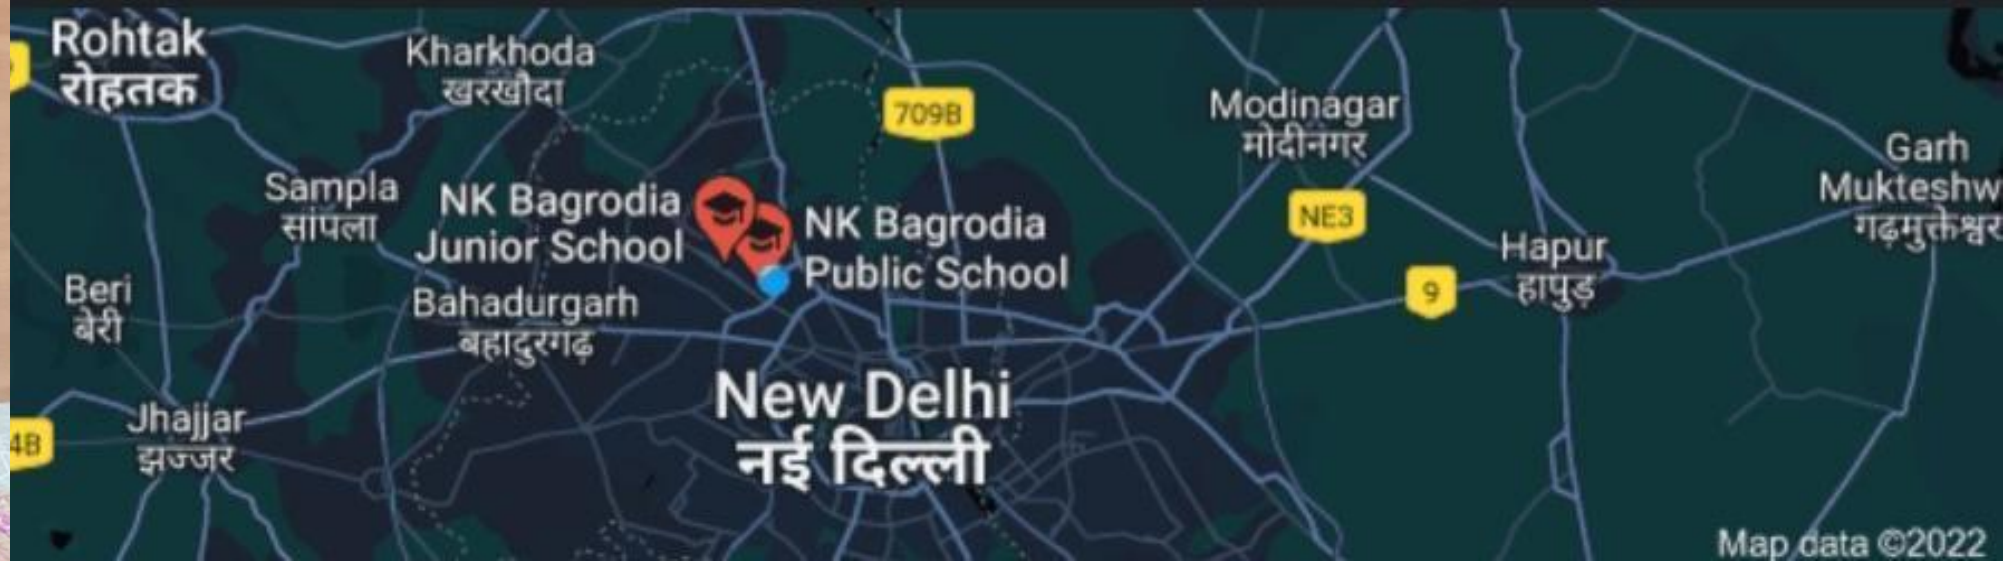 Rohtak
रोहतक
Kharkhoda
खरखौदा
709B
Modinagar
मोदीनगर
Garh
Mukteshw
गढ़मुक्तेश्वर
Sampla
सांपला
NK Bagrodia
Junior School
NK Bagrodia
Public School
NE3
Hapur
हापुड़
Beri
बेरी
Bahadurgarh
बहादुरगढ़
9
New Delhi
नई दिल्ली
Jhajjar
झज्जर
4B
Map data ©2022